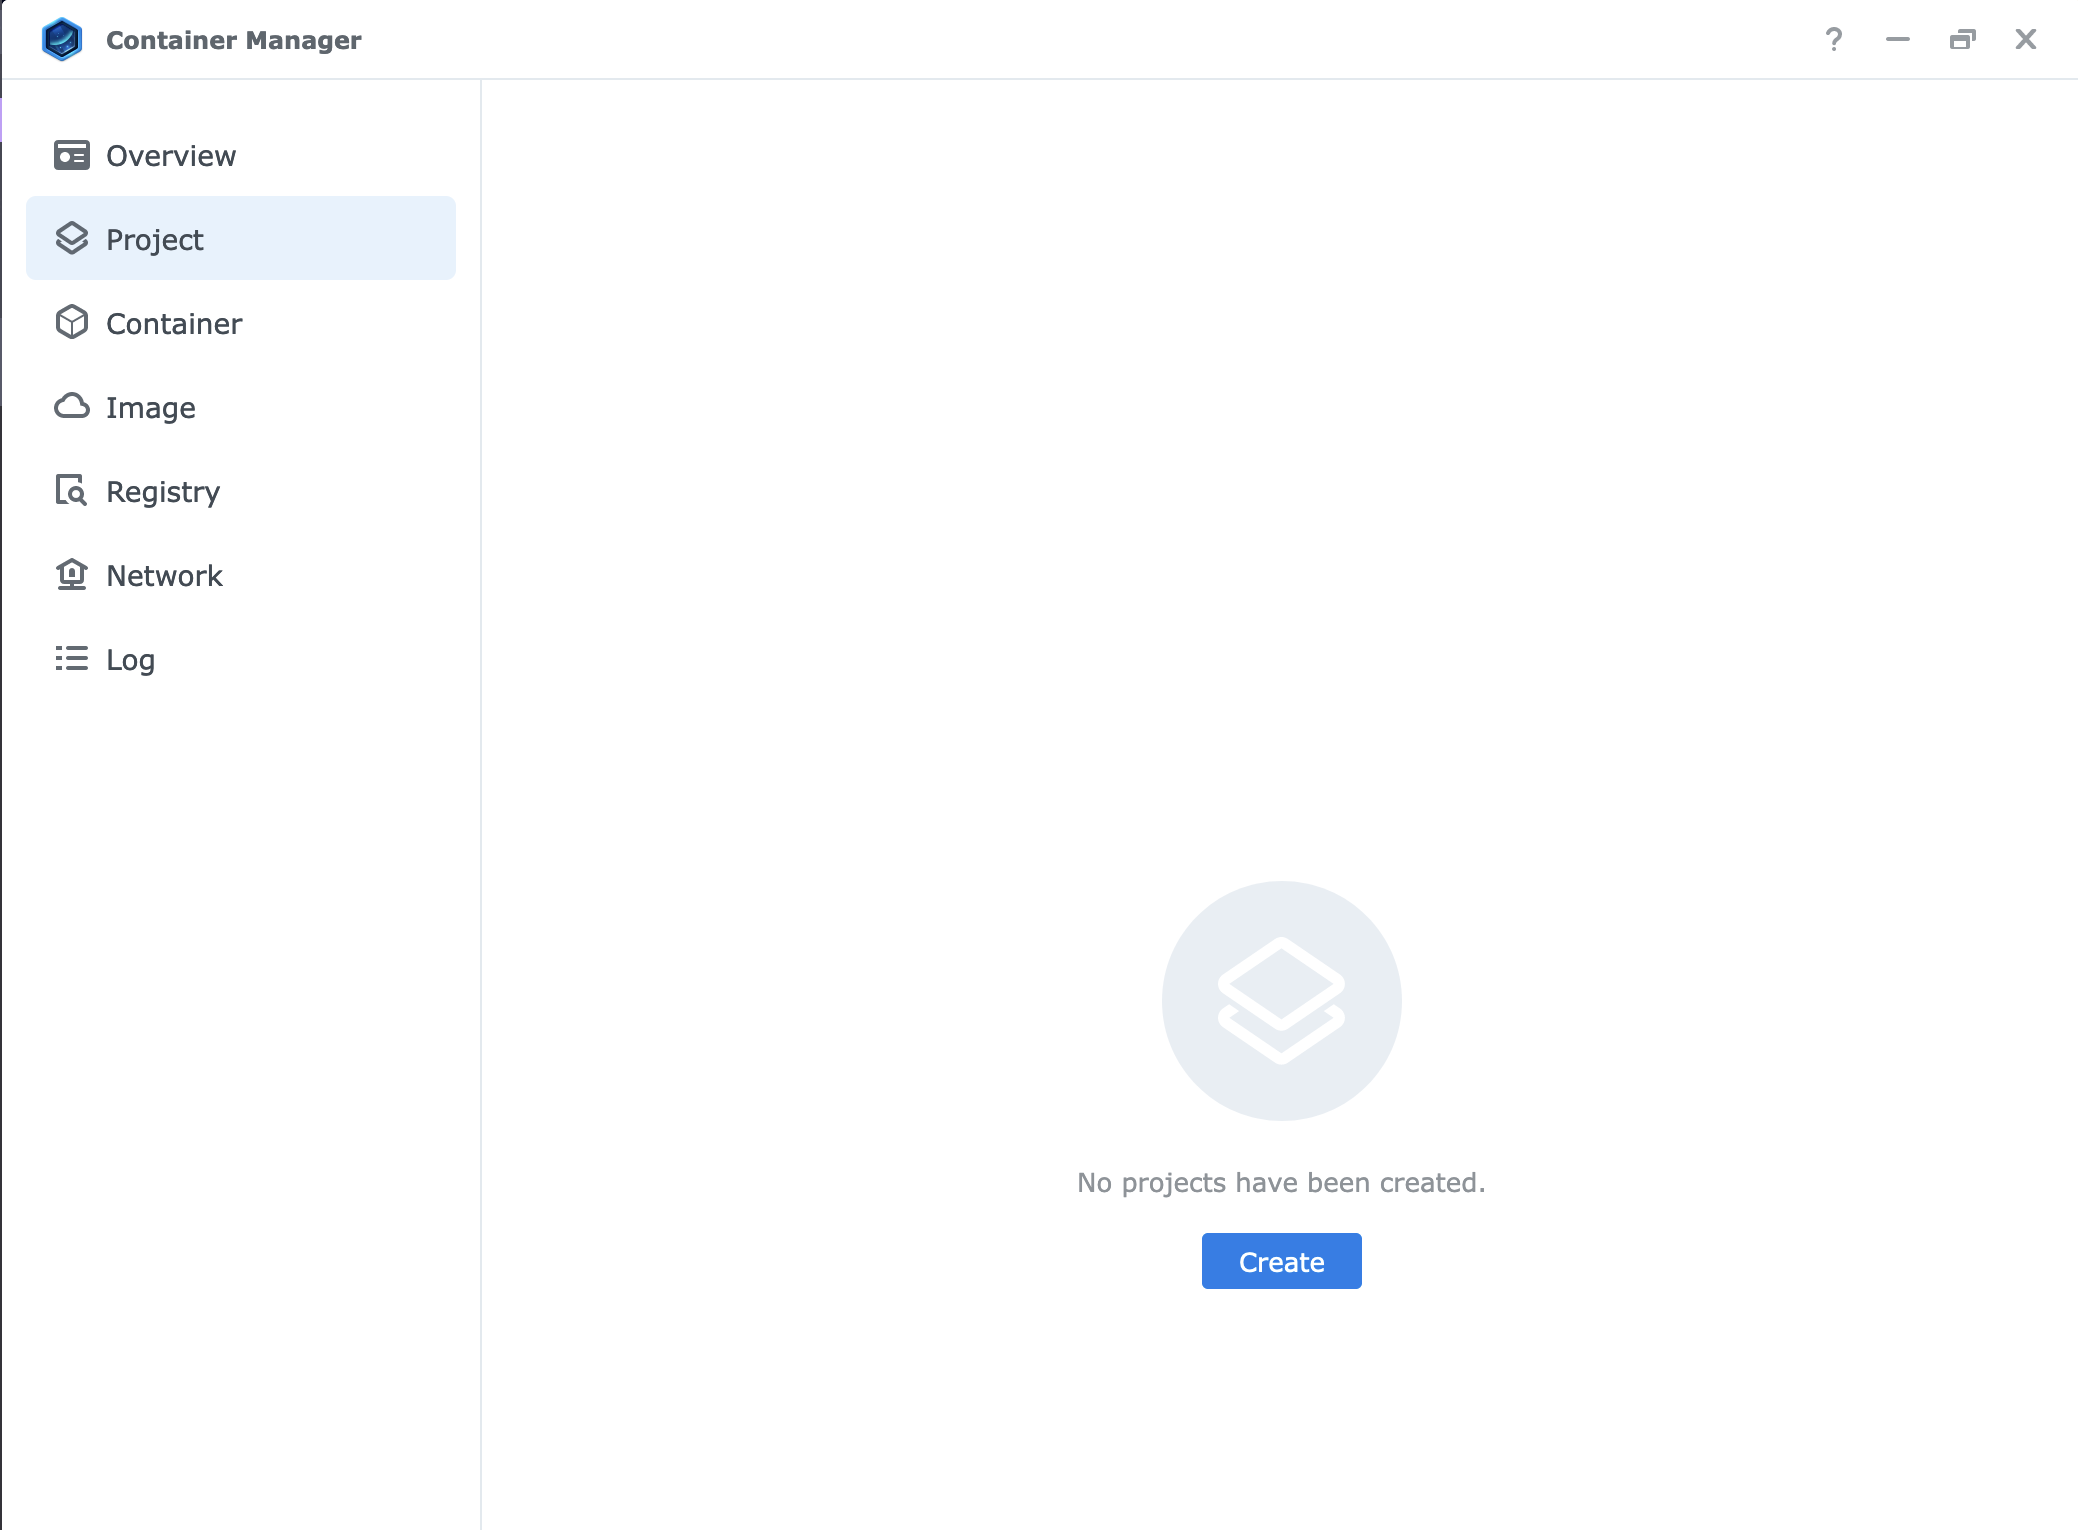 Container Manager
Overview
Project
Container
Image
Registry
Network
Log
No projects have been created.
Create